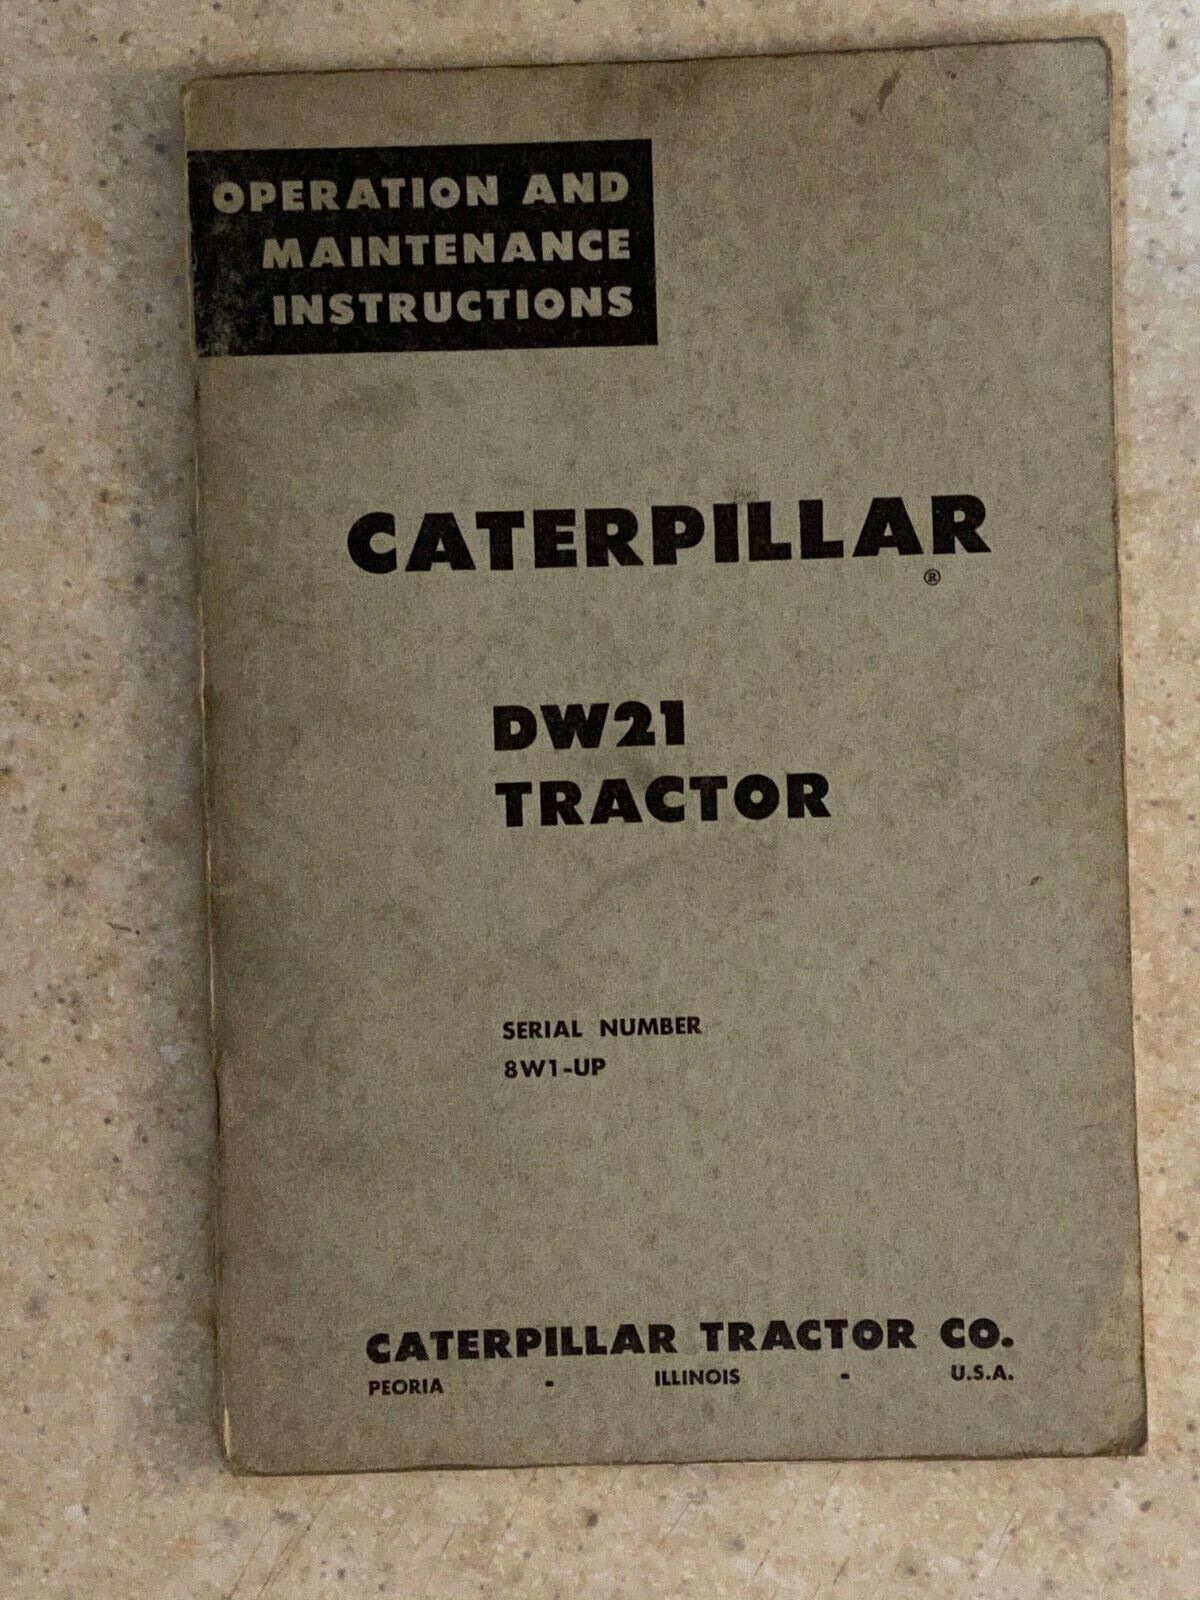 OPERATION AND
MAINTENANCE
INSTRUCTIONS
CATERPILLAR
®
DW21
TRACTOR
SERIAL NUMBER
8W1-UP
CATERPILLAR TRACTOR CO.
PEORIA - ILLINOIS - U.S.A.